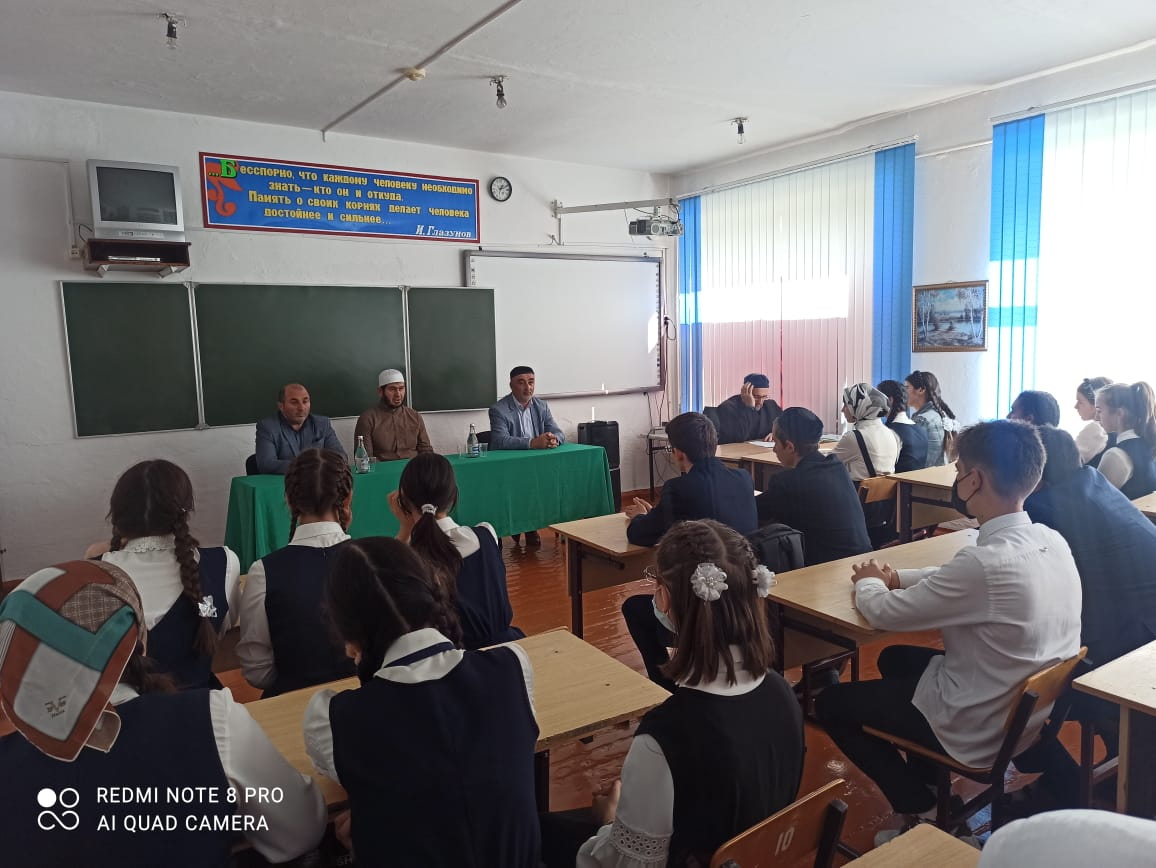 ...Бесспорно, что каждому человеку необходимо
знать — кто он и откуда.
Память о своих корнях делает человека
достойнее и сильнее...
И. Глазунов
10
REDMI NOTE 8 PRO
AI QUAD CAMERA